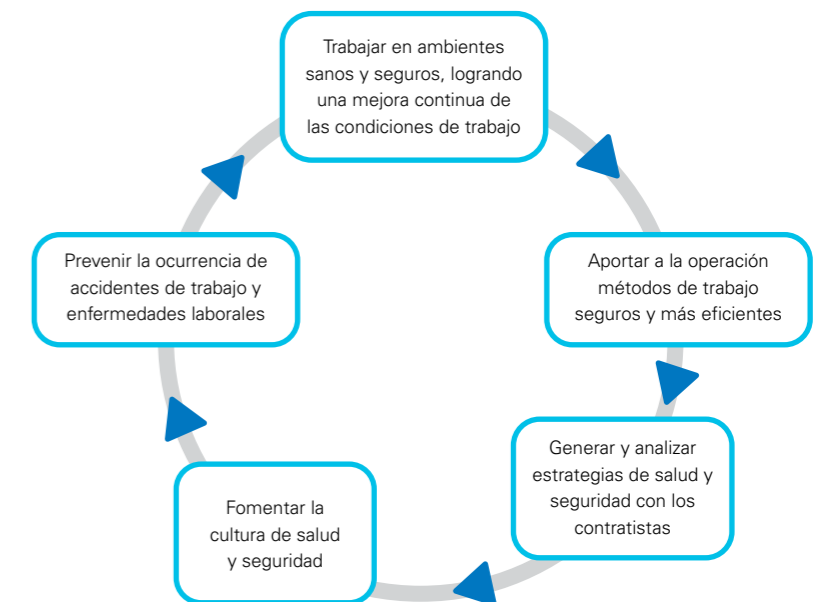 Trabajar en ambientes
sanos y seguros, logrando
una mejora continua de
las condiciones de trabajo
Aportar a la operación
métodos de trabajo
seguros y más eficientes
Generar y analizar
estrategias de salud y
seguridad con los
contratistas
Fomentar la
cultura de salud
y seguridad
Prevenir la ocurrencia de
accidentes de trabajo y
enfermedades laborales